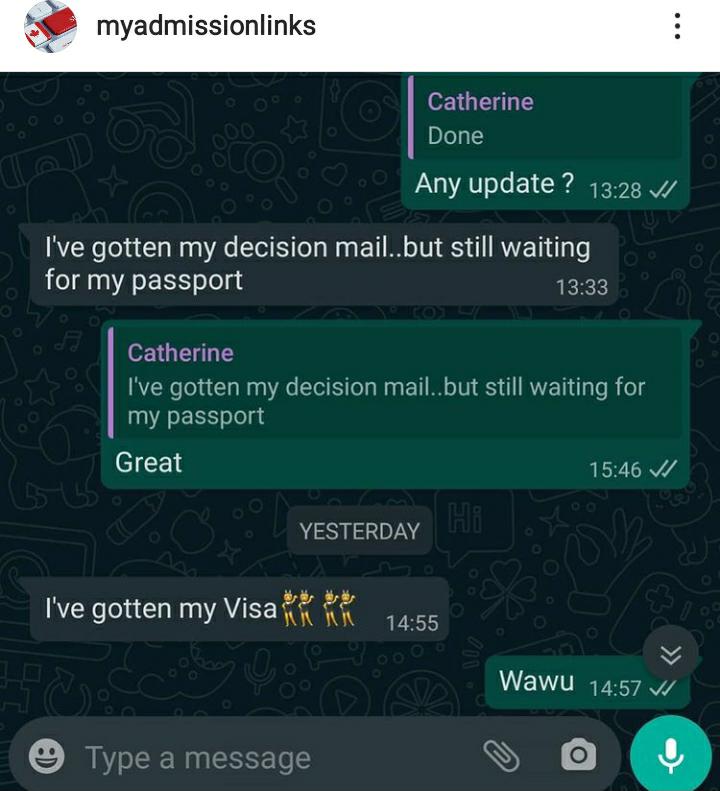 myadmissionlinks
Catherine
Done
Any update ? 13:28
I've gotten my decision mail..but still waiting
for my passport 13:33
Catherine
I've gotten my decision mail..but still waiting for
my passport
Great 15:46
YESTERDAY
Hi
I've gotten my Visa👯👯 14:55
Wawu 14:57
Type a message